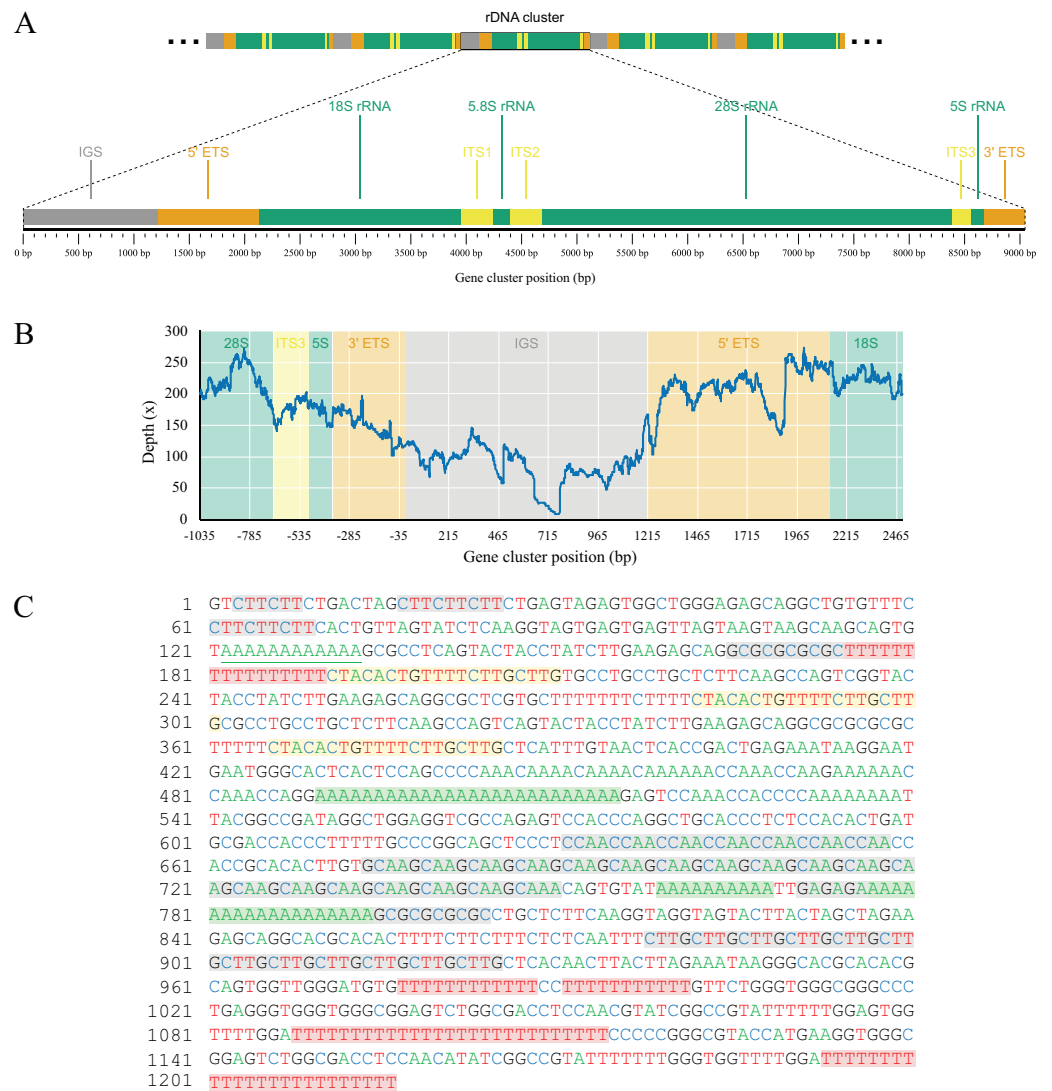 A
rDNA cluster
18S rRNA 5.8S rRNA 28S rRNA 5S rRNA
IGS 5' ETS ITS1 ITS2 ITS3 3' ETS
0 bp 500 bp 1000 bp 1500 bp 2000 bp 2500 bp 3000 bp 3500 bp 4000 bp 4500 bp 5000 bp 5500 bp 6000 bp 6500 bp 7000 bp 7500 bp 8000 bp 8500 bp 9000 bp
Gene cluster position (bp)
B
28S ITS3 5S 3' ETS IGS 5' ETS 18S
300
250
200
150
100
50
0
Depth (x)
-1035 -785 -535 -285 -35 215 465 715 965 1215 1465 1715 1965 2215 2465
Gene cluster position (bp)
C
1 GTCTTCTTCTGACTAGCTTCTTCTTCTGAGTAGAGTGGCTGGGAGAGCAGGCTGTGTTTC
61 CTTCTTCTTCACTGTTAGTATCTCAAGGTAGTGAGTGAGTTAGTAAGTAAGCAAGCAGTG
121 TAAAAAAAAAAAAGCGCCTCAGTACTACCTATCTTGAAGAGCAGGCGCGCGCGCTTTTTT
181 TTTTTTTTTTCTACACTGTTTTCTTGCTTGTGCCTGCCTGCTCTTCAAGCCAGTCGGTAC
241 TACCTATCTTGAAGAGCAGGCGCTCGTGCTTTTTTTCTTTTCTACACTGTTTTCTTGCTT
301 GCGCCTGCCTGCTCTTCAAGCCAGTCAGTACTACCTATCTTGAAGAGCAGGCGCGCGCGC
361 TTTTTCTACACTGTTTTCTTGCTTGCTCATTTGTAACTCACCGACTGAGAAATAAGGAAT
421 GAATGGGCACTCACTCCAGCCCCAAACAAAACAAAACAAAAAACCAAACCAAGAAAAAAC
481 CAAACCAGGAAAAAAAAAAAAAAAAAAAAAAAAAAGAGTCCAAACCACCCCAAAAAAAAT
541 TACGGCCGATAGGCTGGAGGTCGCCAGAGTCCACCCAGGCTGCACCCTCTCCACACTGAT
601 GCGACCACCCTTTTTGCCCGGCAGCTCCCTCCAACCAACCAACCAACCAACCAACCAACC
661 ACCGCACACTTGTGCAAGCAAGCAAGCAAGCAAGCAAGCAAGCAAGCAAGCAAGCAAGCA
721 AGCAAGCAAGCAAGCAAGCAAGCAAGCAAACAGTGTATAAAAAAAAAATTGAGAGAAAAA
781 AAAAAAAAAAAAAAGCGCGCGCGCCTGCTCTTCAAGGTAGGTAGTACTTACTAGCTAGAA
841 GAGCAGGCACGCACACTTTTCTTCTTTCTCTCAATTTCTTGCTTGCTTGCTTGCTTGCTT
901 GCTTGCTTGCTTGCTTGCTTGCTTGCTCACAACTTACTTAGAAATAAGGGCACGCACACG
961 CAGTGGTTGGGATGTGTTTTTTTTTTTTCCTTTTTTTTTTTGTTCTGGGTGGGCGGGCCC
1021 TGAGGGTGGGTGGGCGGAGTCTGGCGACCTCCAACGTATCGGCCGTATTTTTTGGAGTGG
1081 TTTTGGATTTTTTTTTTTTTTTTTTTTTTTTTTTCCCCCGGGCGTACCATGAAGGTGGGC
1141 GGAGTCTGGCGACCTCCAACATATCGGCCGTATTTTTTTGGGTGGTTTTGGATTTTTTTT
1201 TTTTTTTTTTTTTTTT